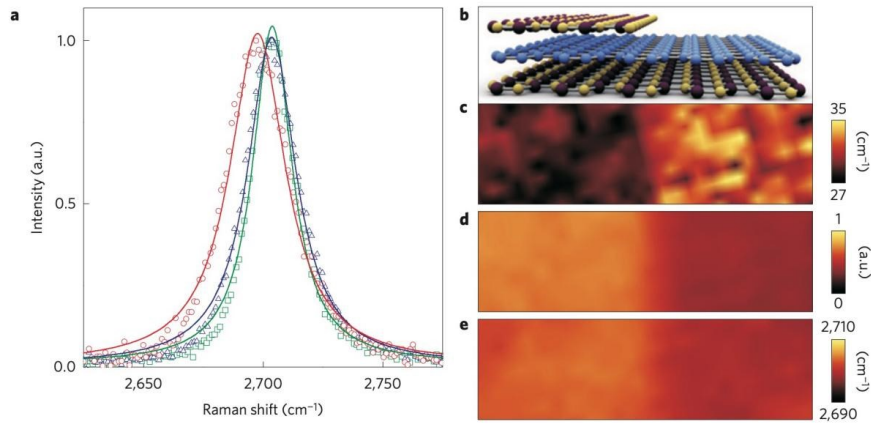 a
1.0
0.5
0.0
Intensity (a.u.)
2,650
2,700
2,750
Raman shift (cm⁻¹)
b
c
35
(cm⁻¹)
27
d
1
(a.u.)
0
e
2,710
(cm⁻¹)
2,690